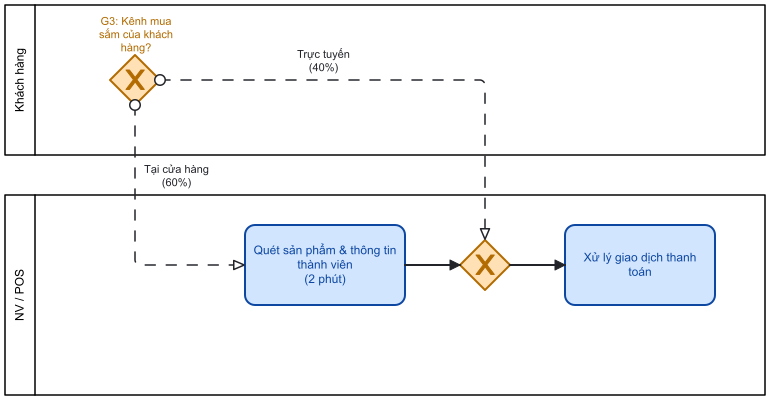 Khách hàng
G3: Kênh mua
sắm của khách
hàng?
Trực tuyến
(40%)
Tại cửa hàng
(60%)
NV / POS
Quét sản phẩm & thông tin
thành viên
(2 phút)
Xử lý giao dịch thanh
toán